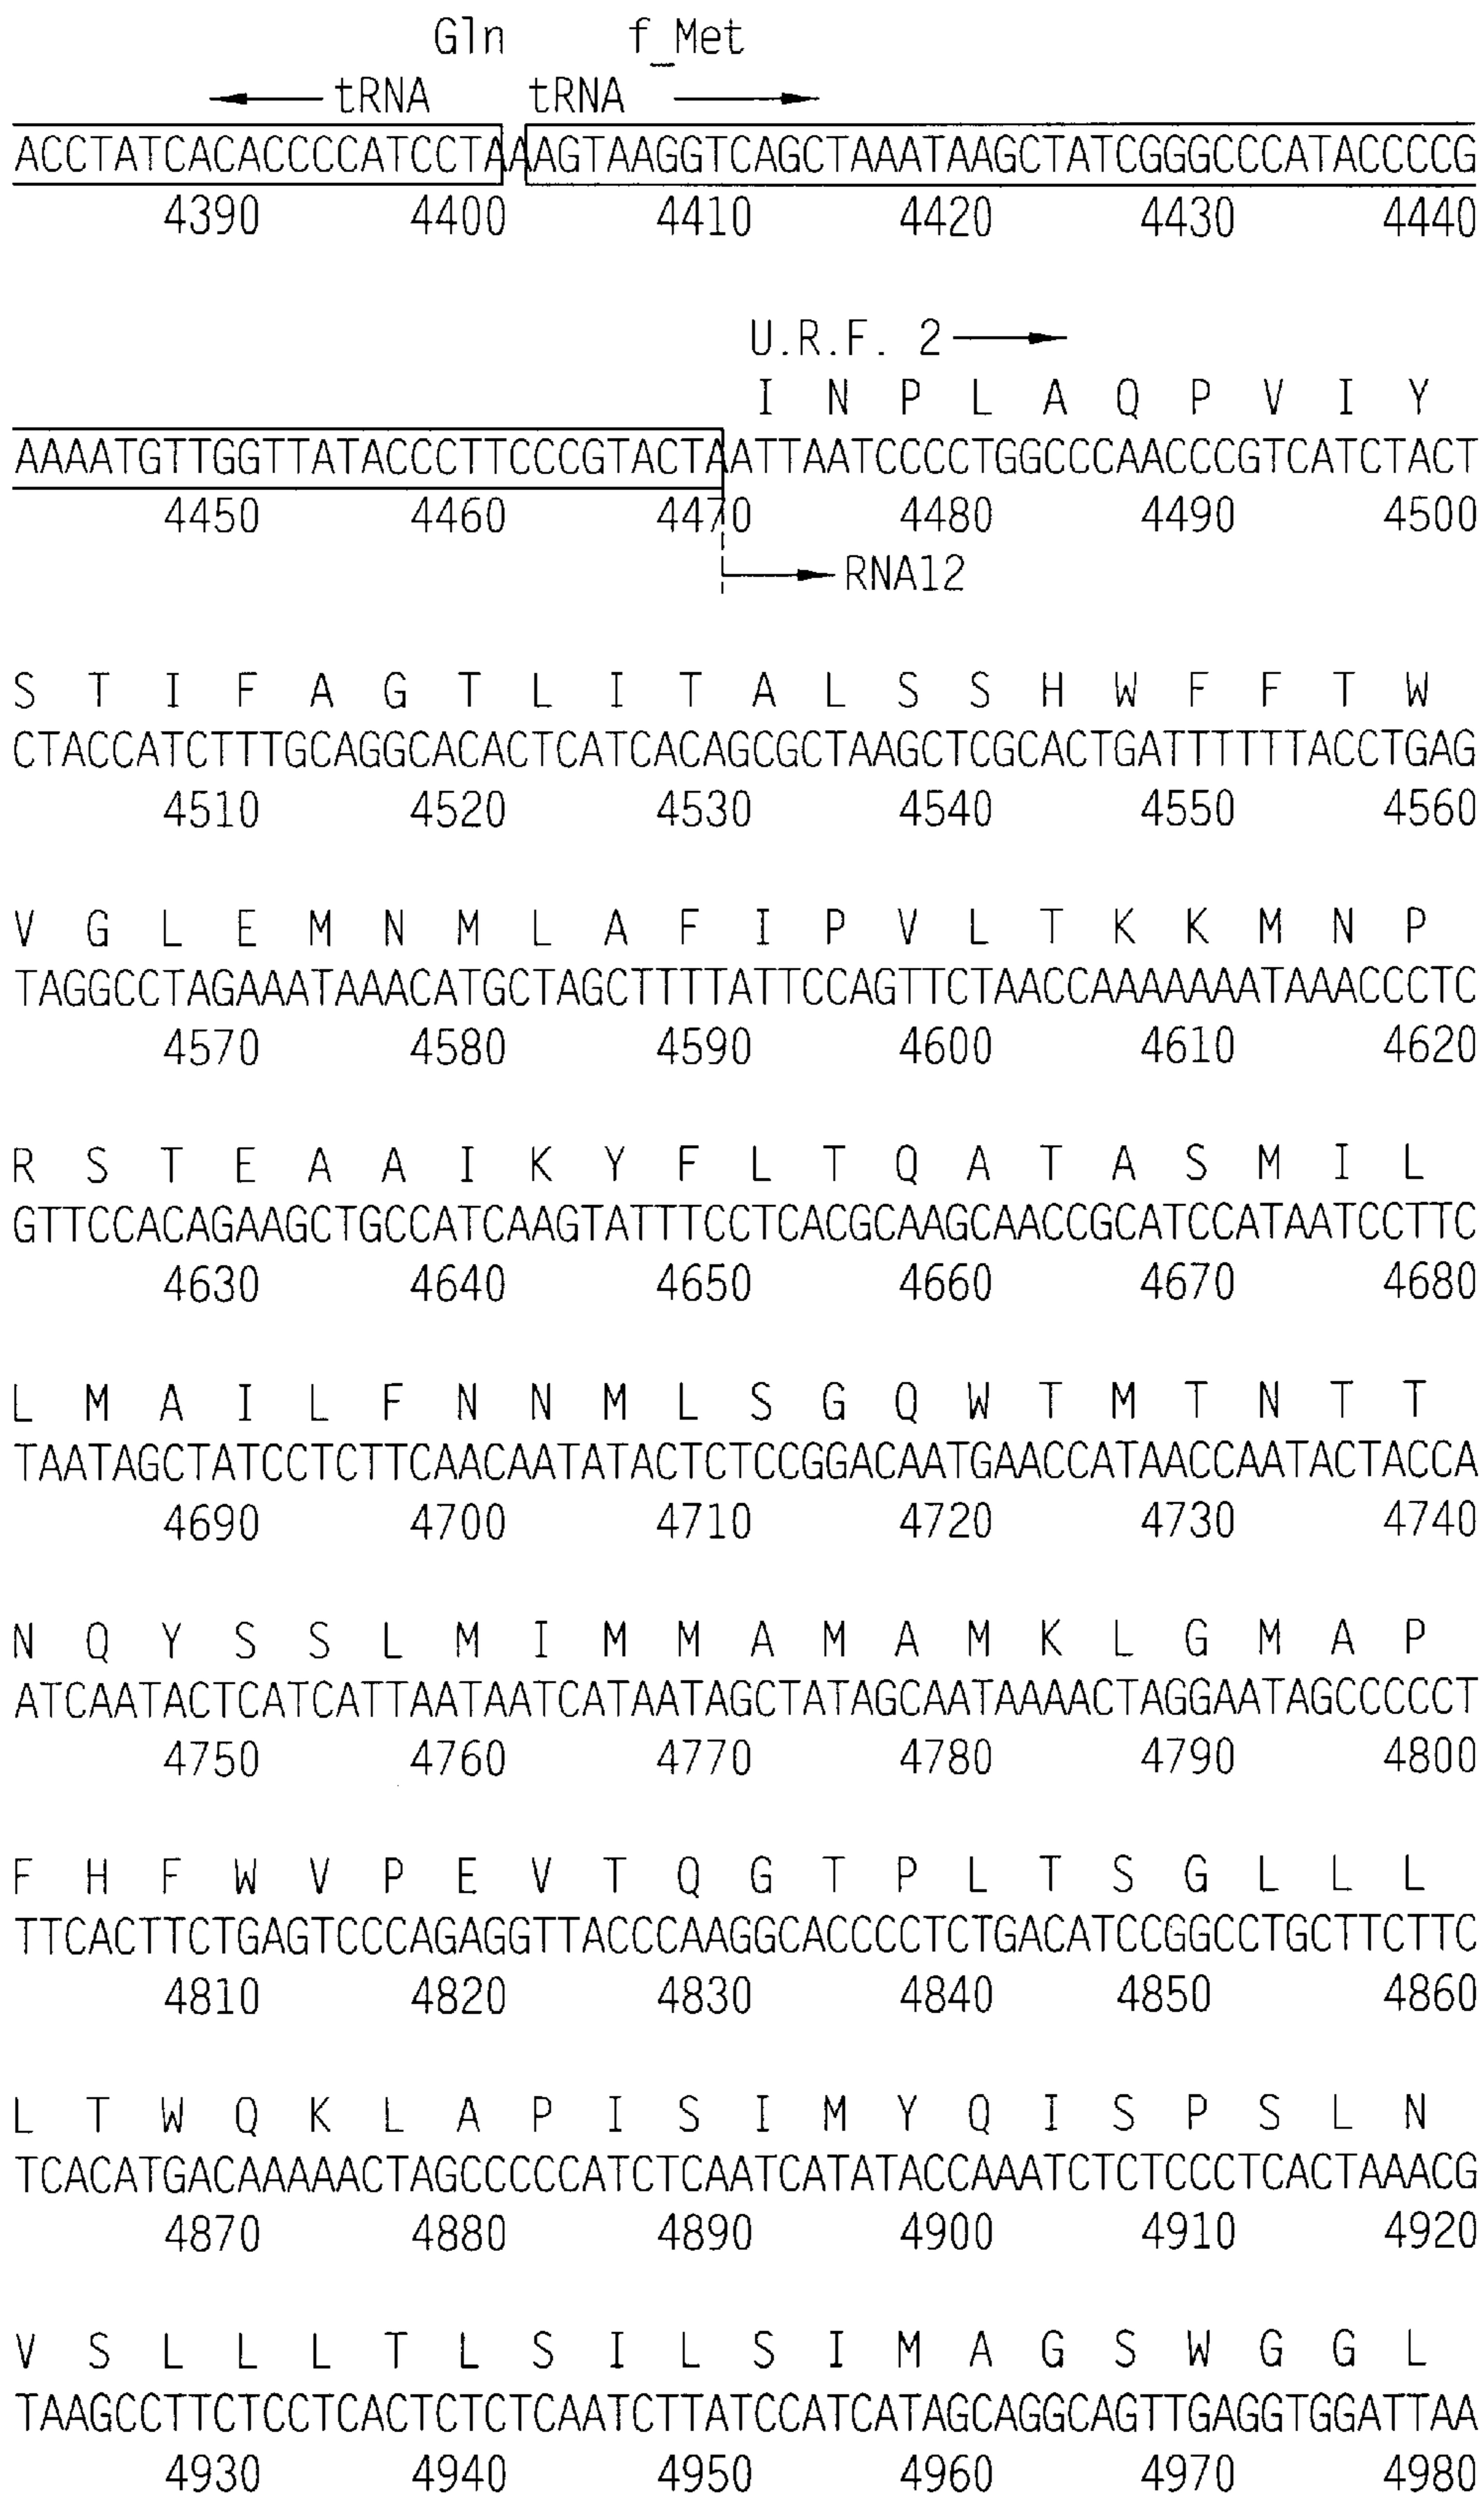 Gln f_Met
tRNA tRNA
ACCTATCACACCCCATCCTAAAGTAAGGTCAGCTAAATAAGCTATCGGGCCCATACCCCG
4390 4400 4410 4420 4430 4440
U.R.F. 2
I N P L A Q P V I Y
AAAATGTTGGTTATACCCTTCCCGTACTAATTAATCCCCTGGCCCAACCCGTCATCTACT
4450 4460 4470 4480 4490 4500
RNA12
S T I F A G T L I T A L S S H W F F T W
CTACCATCTTTGCAGGCACACTCATCACAGCGCTAAGCTCGCACTGATTTTTTACCTGAG
4510 4520 4530 4540 4550 4560
V G L E M N M L A F I P V L T K K M N P
TAGGCCTAGAAATAAACATGCTAGCTTTTATTCCAGTTCTAACCAAAAAAATAAACCCTC
4570 4580 4590 4600 4610 4620
R S T E A A I K Y F L T Q A T A S M I L
GTTCCACAGAAGCTGCCATCAAGTATTTCCTCACGCAAGCAACCGCATCCATAATCCTTC
4630 4640 4650 4660 4670 4680
L M A I L F N N M L S G Q W T M T N T T
TAATAGCTATCCTCTTCAACAATATACTCTCCGGACAATGAACCATAACCAATACTACCA
4690 4700 4710 4720 4730 4740
N Q Y S S L M I M M A M A M K L G M A P
ATCAATACTCATCATTAATAATCATAATAGCTATAGCAATAAAACTAGGAATAGCCCCCT
4750 4760 4770 4780 4790 4800
F H F W V P E V T Q G T P L T S G L L L
TTCACTTCTGAGTCCCAGAGGTTACCCAAGGCACCCCTCTGACATCCGGCCTGCTTCTTC
4810 4820 4830 4840 4850 4860
L T W Q K L A P I S I M Y Q I S P S L N
TCACATGACAAAAACTAGCCCCCATCTCAATCATATACCAAATCTCTCCCTCACTAAACG
4870 4880 4890 4900 4910 4920
V S L L L T L S I L S I M A G S W G G L
TAAGCCTTCTCCTCACTCTCTCAATCTTATCCATCATAGCAGGCAGTTGAGGTGGATTAA
4930 4940 4950 4960 4970 4980